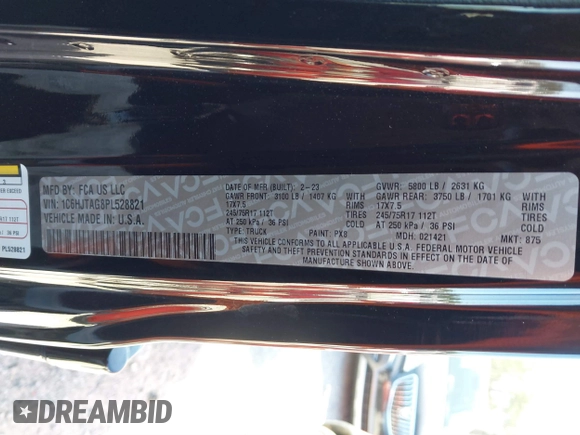 MFD BY: FCA US LLC
VIN: 1C6HJTAG8PL528821
VEHICLE MADE IN U.S.A.
DATE OF MFR (BUILT): 2-23
GAWR FRONT: 3100 LB / 1407 KG
17X7.5 RIMS
245/75R17 112T TIRES
AT 250 kPa / 36 PSI COLD
TYPE: TRUCK
PAINT: PX8
GVWR: 5800 LB / 2631 KG
GAWR REAR: 3750 LB / 1701 KG
17X7.5 RIMS
245/75R17 112T TIRES
AT 250 kPa / 36 PSI COLD
MDH: 021421
MKT: 875
THIS VEHICLE CONFORMS TO ALL APPLICABLE U.S.A. FEDERAL MOTOR VEHICLE
SAFETY AND THEFT PREVENTION STANDARDS IN EFFECT ON THE DATE OF
MANUFACTURE SHOWN ABOVE.
PL528821
DREAMBID